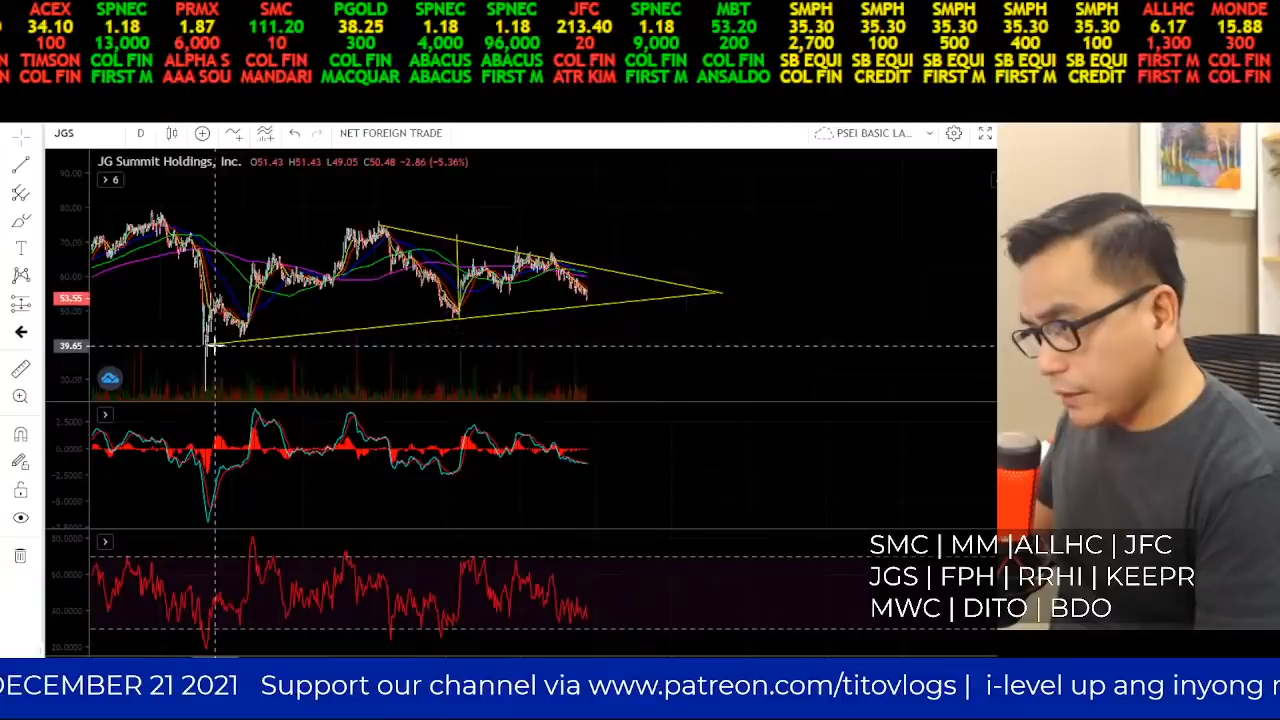 ACEX SPNEC PRMX SMC PGOLD SPNEC SPNEC JFC SPNEC MBT SMPH SMPH SMPH SMPH SMPH ALLHC MONDE
34.10 1.18 1.87 111.20 38.25 1.18 1.18 213.40 1.18 53.20 35.30 35.30 35.30 35.30 35.30 6.17 15.88
100 13,000 6,000 10 300 4,000 96,000 20 9,000 200 2,700 100 500 400 100 1,300 300
TIMSON COL FIN ALPHA S COL FIN COL FIN ABACUS ABACUS COL FIN COL FIN COL FIN SB EQUI SB EQUI SB EQUI SB EQUI SB EQUI FIRST M COL FIN
COL FIN FIRST M AAA SOU MANDARI MACQUAR ABACUS FIRST M ATR KIM FIRST M ANSALDO COL FIN CREDIT FIRST M FIRST M CREDIT FIRST M COL FIN
JGS D NET FOREIGN TRADE PSEI BASIC LA...
JG Summit Holdings, Inc. O51.43 H51.43 L49.05 C50.48 -2.86 (-5.36%)
6
90.00
80.00
70.00
60.00
53.55
50.00
39.65
30.00
2.5000
0.0000
-2.5000
-5.0000
80.0000
60.0000
40.0000
20.0000
SMC | MM |ALLHC | JFC
JGS | FPH | RRHI | KEEPR
MWC | DITO | BDO
DECEMBER 21 2021 Support our channel via www.patreon.com/titovlogs | i-level up ang inyong